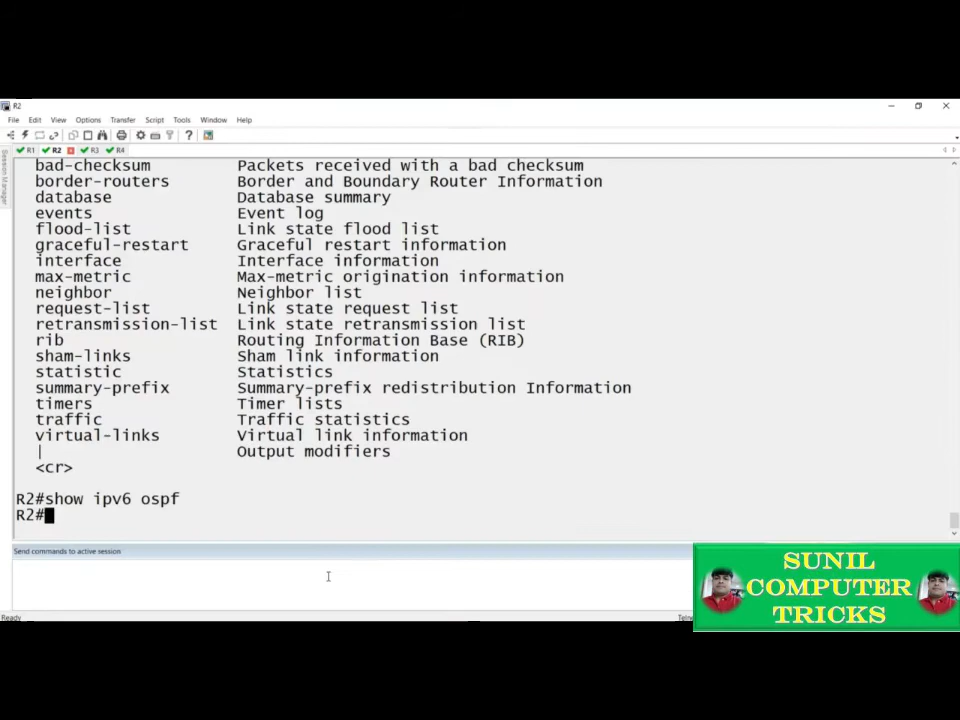 R2
File Edit View Options Transfer Script Tools Window Help
R1 R2 R3 R4
Session Manager
bad-checksum Packets received with a bad checksum
border-routers Border and Boundary Router Information
database Database summary
events Event log
flood-list Link state flood list
graceful-restart Graceful restart information
interface Interface information
max-metric Max-metric origination information
neighbor Neighbor list
request-list Link state request list
retransmission-list Link state retransmission list
rib Routing Information Base (RIB)
sham-links Sham link information
statistic Statistics
summary-prefix Summary-prefix redistribution Information
timers Timer lists
traffic Traffic statistics
virtual-links Virtual link information
| Output modifiers
<cr>
R2#show ipv6 ospf
R2#
Send commands to active session
Ready
SUNIL
COMPUTER
TRICKS